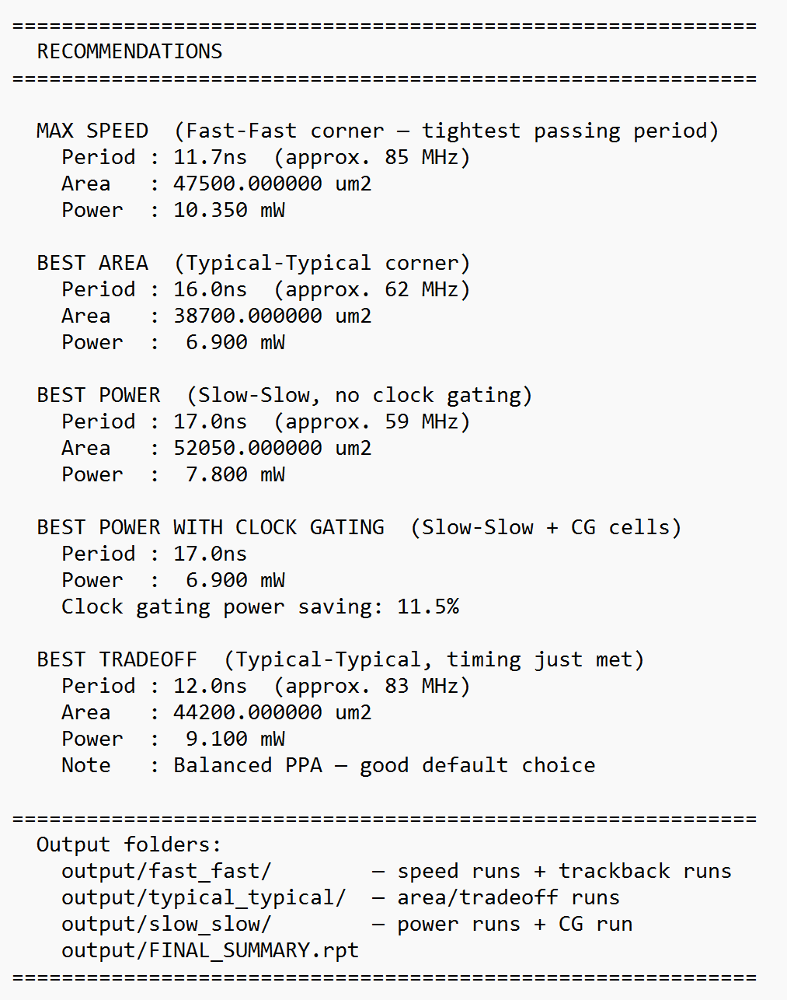 ============================================================
  RECOMMENDATIONS
============================================================

  MAX SPEED  (Fast-Fast corner — tightest passing period)
    Period : 11.7ns  (approx. 85 MHz)
    Area   : 47500.000000 um2
    Power  : 10.350 mW

  BEST AREA  (Typical-Typical corner)
    Period : 16.0ns  (approx. 62 MHz)
    Area   : 38700.000000 um2
    Power  :  6.900 mW

  BEST POWER  (Slow-Slow, no clock gating)
    Period : 17.0ns  (approx. 59 MHz)
    Area   : 52050.000000 um2
    Power  :  7.800 mW

  BEST POWER WITH CLOCK GATING  (Slow-Slow + CG cells)
    Period : 17.0ns
    Power  :  6.900 mW
    Clock gating power saving: 11.5%

  BEST TRADEOFF  (Typical-Typical, timing just met)
    Period : 12.0ns  (approx. 83 MHz)
    Area   : 44200.000000 um2
    Power  :  9.100 mW
    Note   : Balanced PPA — good default choice

============================================================
  Output folders:
    output/fast_fast/        — speed runs + trackback runs
    output/typical_typical/  — area/tradeoff runs
    output/slow_slow/        — power runs + CG run
    output/FINAL_SUMMARY.rpt
============================================================